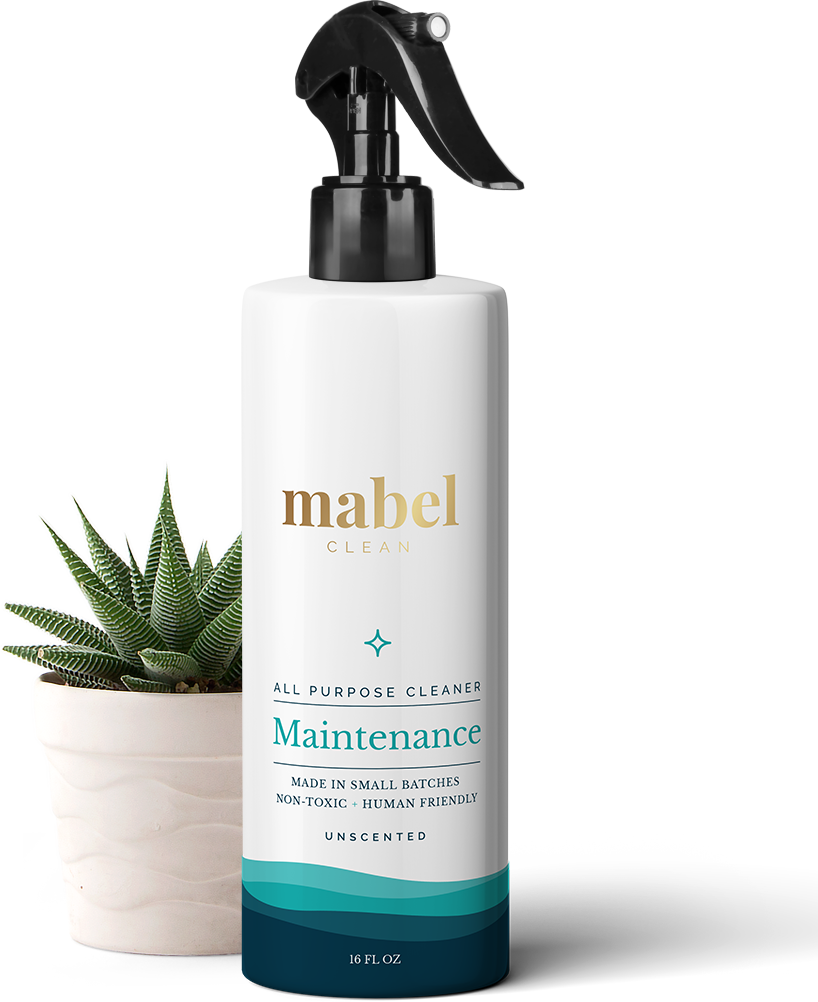 mabel
CLEAN
ALL PURPOSE CLEANER
Maintenance
MADE IN SMALL BATCHES
NON-TOXIC + HUMAN FRIENDLY
UNSCENTED
16 FL OZ